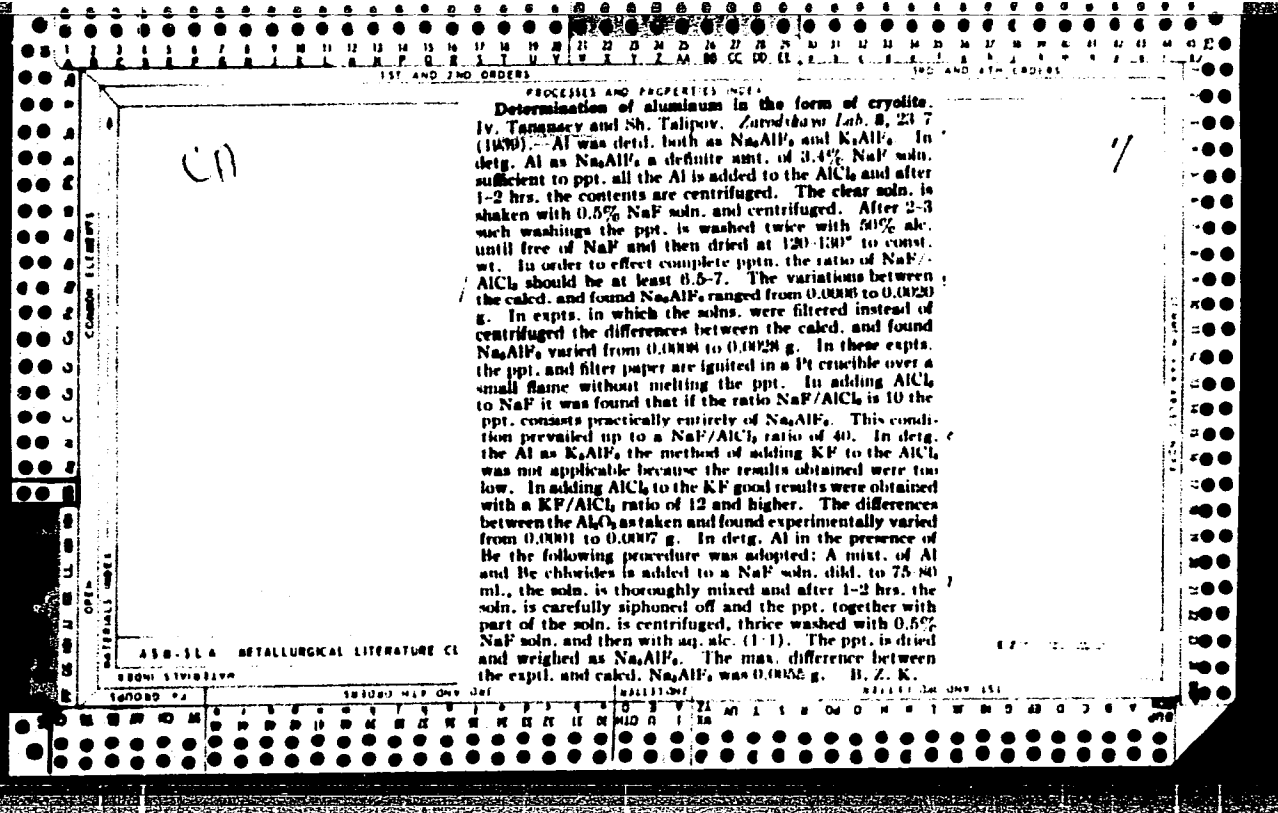 1ST AND 2ND ORDERS
3RD AND 4TH ORDERS
PROCESSES AND PROPERTIES INDEX
Determination of aluminum in the form of cryolite.
Iv. Tananaev and Sh. Talipov. Zavodskaya Lab. 8, 23-7
(1939).—Al was detd. both as Na₃AlF₆ and K₃AlF₆. In
detg. Al as Na₃AlF₆ a definite amt. of 3.4% NaF soln.
sufficient to ppt. all the Al is added to the AlCl₃ and after
1-2 hrs. the contents are centrifuged. The clear soln. is
shaken with 0.5% NaF soln. and centrifuged. After 2-3
such washings the ppt. is washed twice with 50% alc.
until free of NaF and then dried at 120-130° to const.
wt. In order to effect complete pptn. the ratio of NaF/-
AlCl₃ should be at least 6.5-7. The variations between
the calcd. and found Na₃AlF₆ ranged from 0.0006 to 0.0020
g. In expts. in which the solns. were filtered instead of
centrifuged the differences between the calcd. and found
Na₃AlF₆ varied from 0.0008 to 0.0028 g. In these expts.
the ppt. and filter paper are ignited in a Pt crucible over a
small flame without melting the ppt. In adding AlCl₃
to NaF it was found that if the ratio NaF/AlCl₃ is 10 the
ppt. consists practically entirely of Na₃AlF₆. This condi-
tion prevailed up to a NaF/AlCl₃ ratio of 40. In detg.
the Al as K₃AlF₆ the method of adding KF to the AlCl₃
was not applicable because the results obtained were too
low. In adding AlCl₃ to the KF good results were obtained
with a KF/AlCl₃ ratio of 12 and higher. The differences
between the Al₂O₃ as taken and found experimentally varied
from 0.0001 to 0.0007 g. In detg. Al in the presence of
Be the following procedure was adopted: A mixt. of Al
and Be chlorides is added to a NaF soln. dild. to 75-80
ml., the soln. is thoroughly mixed and after 1-2 hrs. the
soln. is carefully siphoned off and the ppt. together with
part of the soln. is centrifuged, thrice washed with 0.5%
NaF soln. and then with aq. alc. (1:1). The ppt. is dried
and weighed as Na₃AlF₆. The max. difference between
the exptl. and calcd. Na₃AlF₆ was 0.0055 g. B. Z. K.
COMMON ELEMENTS
OPEN
MATERIALS INDEX
ASM-SLA METALLURGICAL LITERATURE CL
MATERIALS INDEX
3RD AND 4TH ORDERS
1ST AND 2ND LETTER